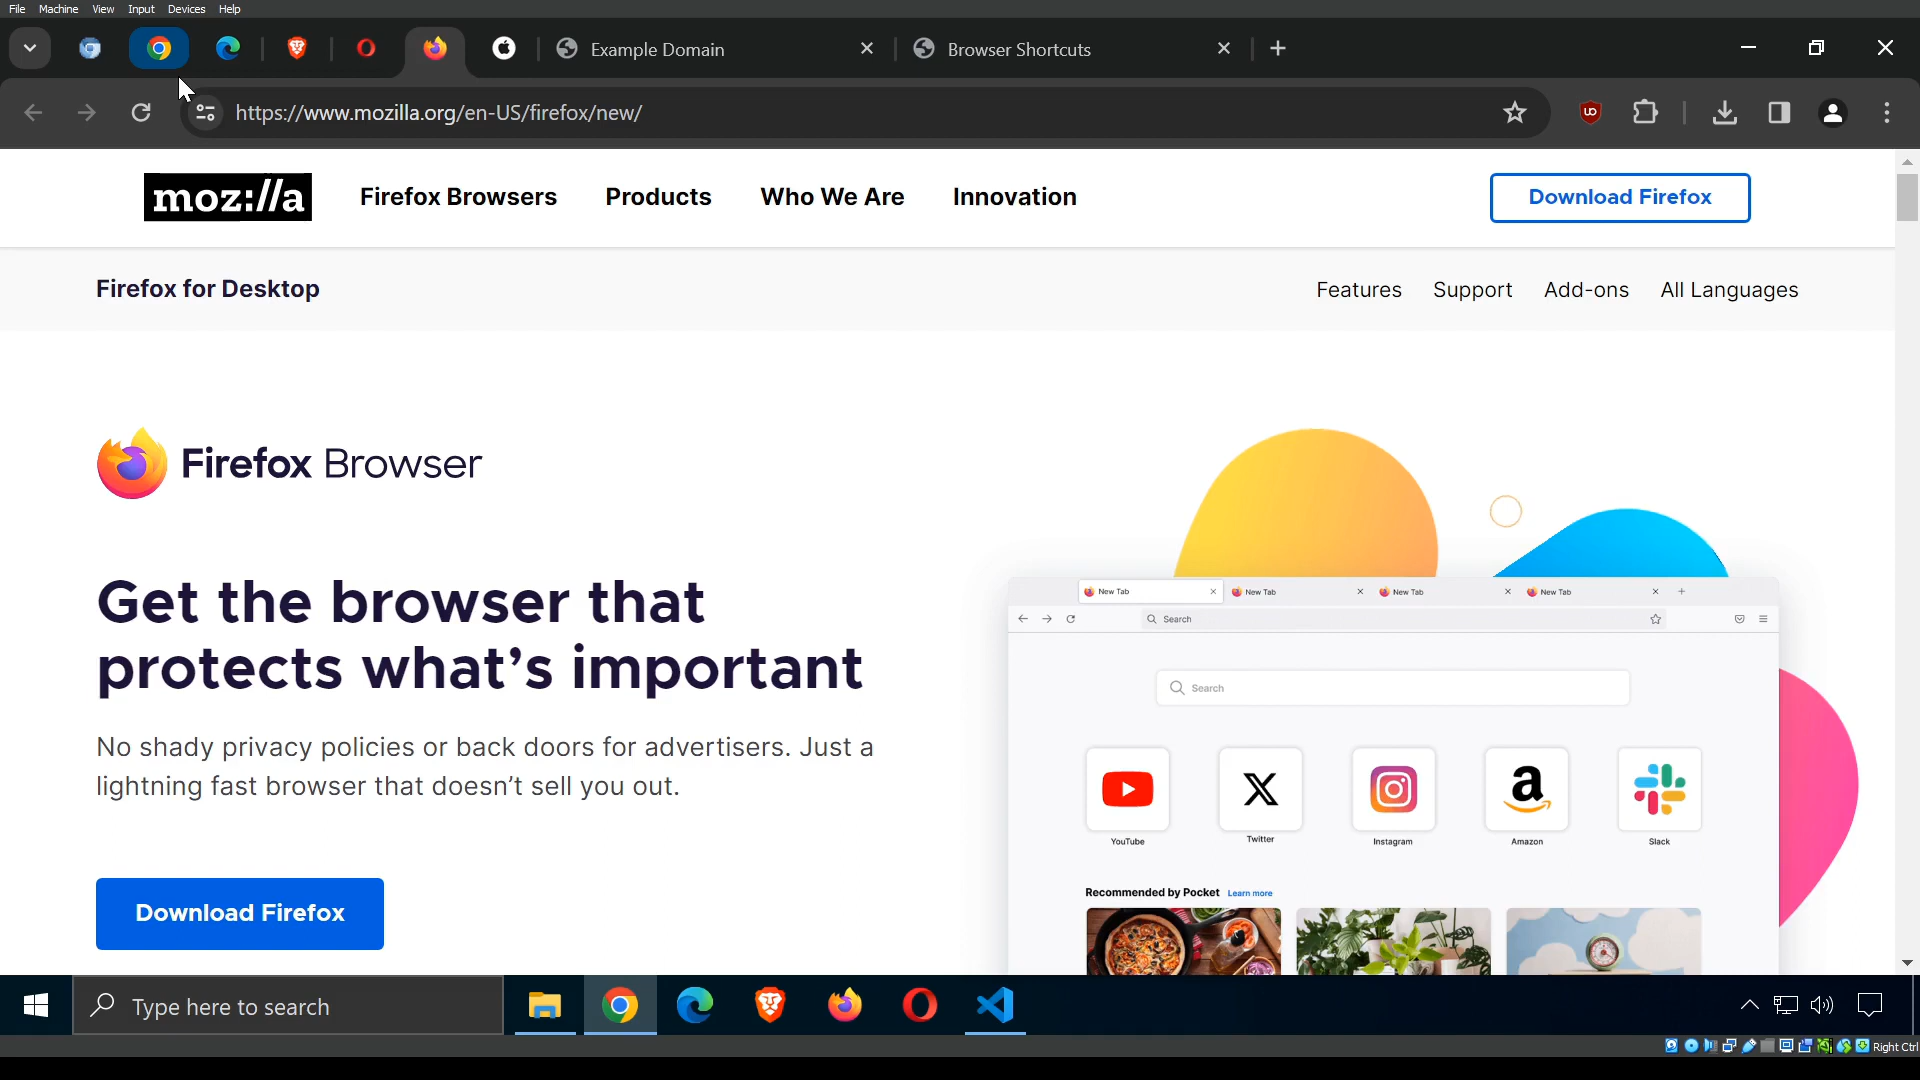 File Machine View Input Devices Help
Example Domain
Browser Shortcuts
https://www.mozilla.org/en-US/firefox/new/
moz://a
Firefox Browsers
Products
Who We Are
Innovation
Download Firefox
Firefox for Desktop
Features
Support
Add-ons
All Languages
Firefox Browser
Get the browser that
protects what’s important
No shady privacy policies or back doors for advertisers. Just a
lightning fast browser that doesn’t sell you out.
Download Firefox
New Tab
New Tab
New Tab
New Tab
Search
Search
YouTube
Twitter
Instagram
Amazon
Slack
Recommended by Pocket Learn more
Type here to search
Right Ctrl